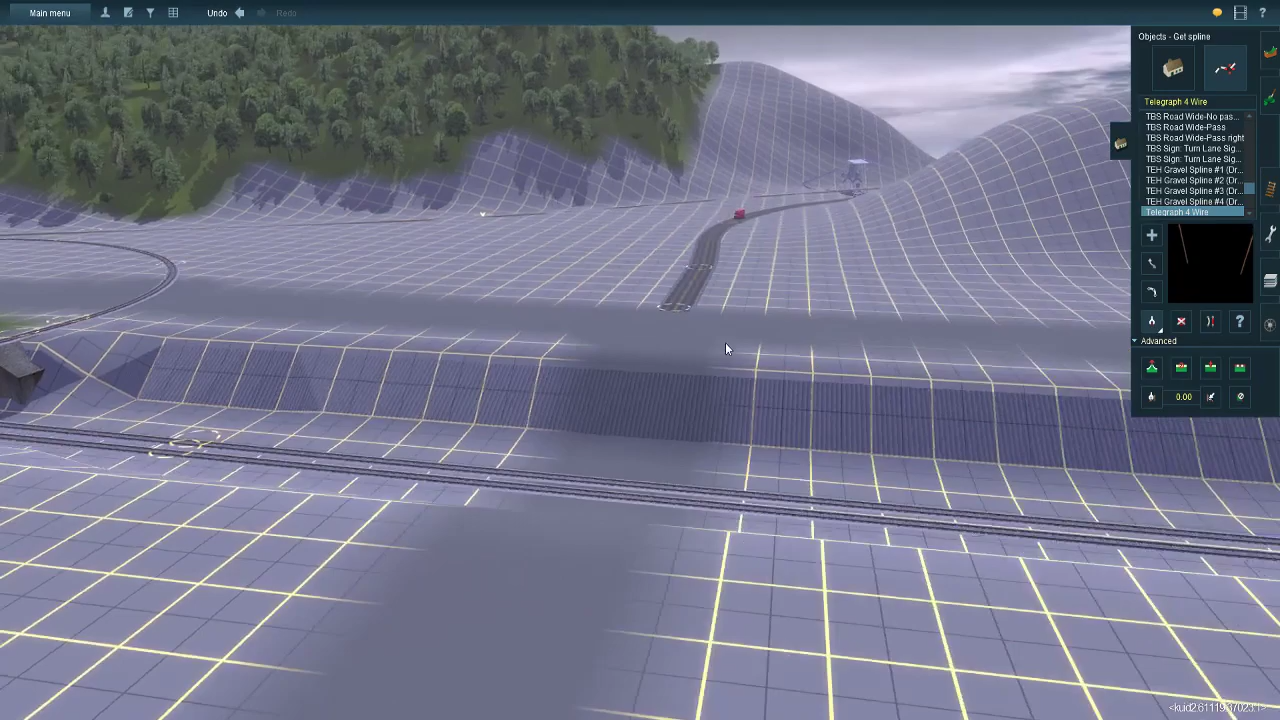 Main menu
Undo
Redo
Objects - Get spline
Telegraph 4 Wire
TBS Road Wide-No pas...
TBS Road Wide-Pass
TBS Road Wide-Pass right
TBS Sign: Turn Lane Sig...
TBS Sign: Turn Lane Sig...
TEH Gravel Spline #1 (Dr...
TEH Gravel Spline #2 (Dr...
TEH Gravel Spline #3 (Dr...
TEH Gravel Spline #4 (Dr...
Telegraph 4 Wire
?
Advanced
0.00